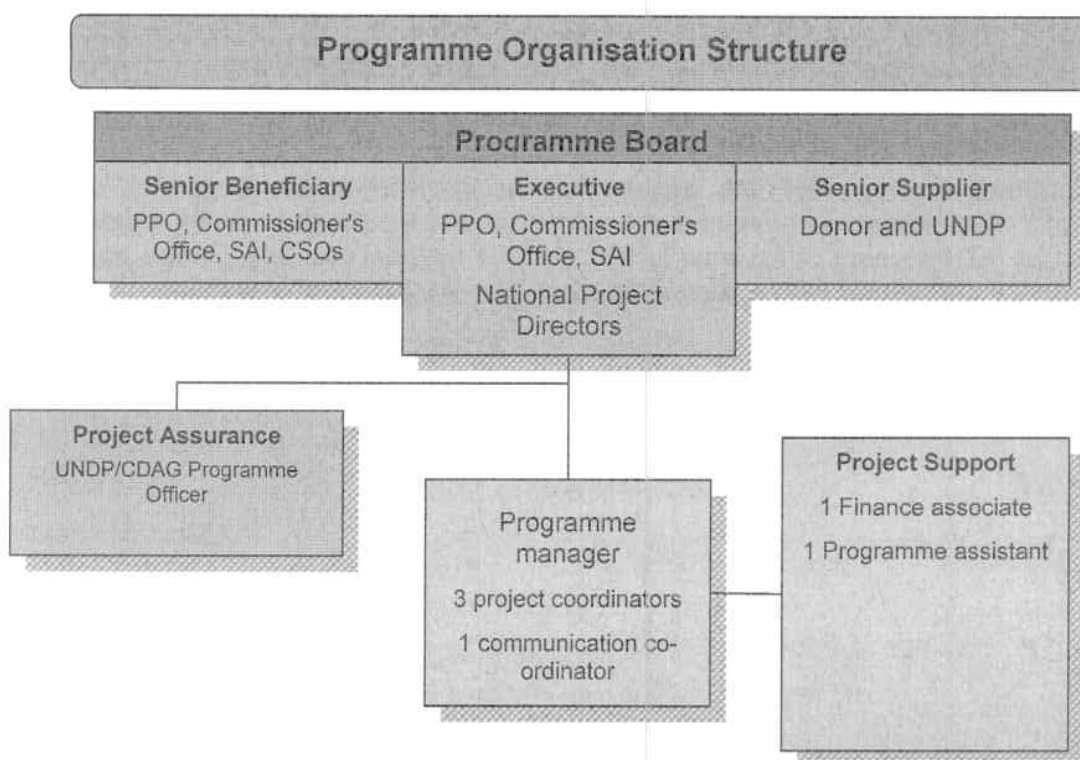 Programme Organisation Structure
Programme Board
Senior Beneficiary
PPO, Commissioner's
Office, SAI, CSOs
Executive
PPO, Commissioner's
Office, SAI
National Project
Directors
Senior Supplier
Donor and UNDP
Project Assurance
UNDP/CDAG Programme
Officer
Programme
manager
3 project coordinators
1 communication co-
ordinator
Project Support
1 Finance associate
1 Programme assistant